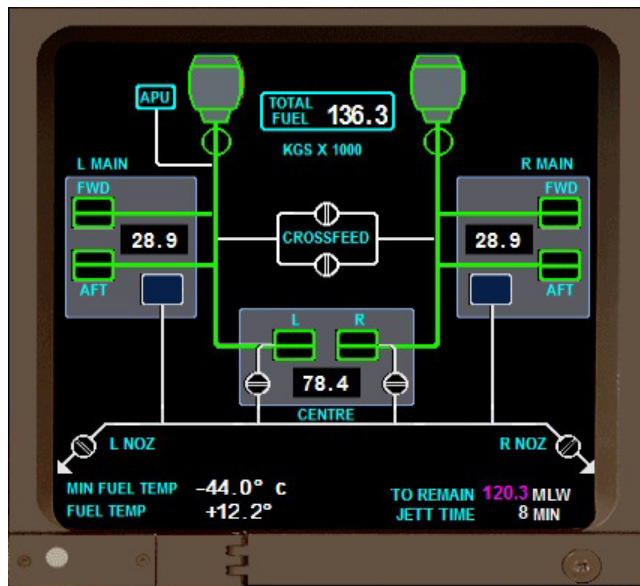 APU
TOTAL FUEL 136.3
KGS X 1000
L MAIN
R MAIN
FWD
FWD
28.9
CROSSFEED
28.9
AFT
AFT
L
R
78.4
CENTRE
L NOZ
R NOZ
MIN FUEL TEMP -44.0° C
TO REMAIN 120.3 MLW
FUEL TEMP +12.2°
JETT TIME 8 MIN